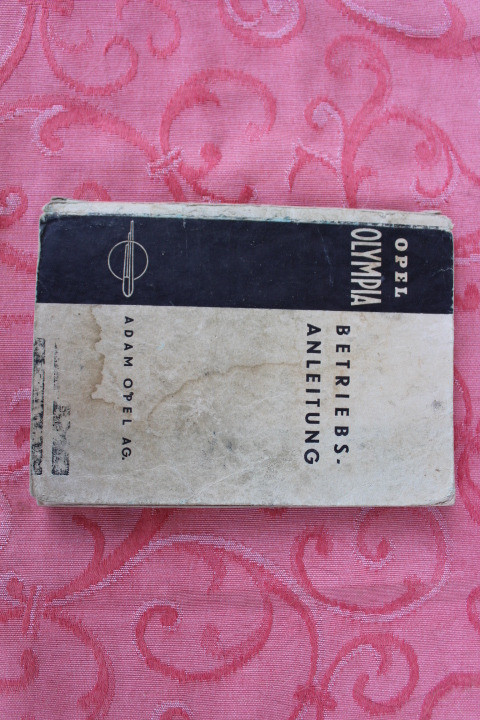 OPEL
OLYMPIA
BETRIEBS-
ANLEITUNG
ADAM OPEL AG.